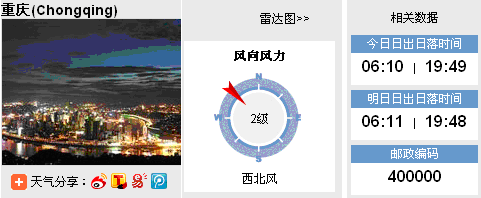 重庆(Chongqing)
天气分享：
雷达图>>
风向风力
N
W
E
S
2级
西北风
相关数据
今日日出日落时间
06:10 | 19:49
明日日出日落时间
06:11 | 19:48
邮政编码
400000